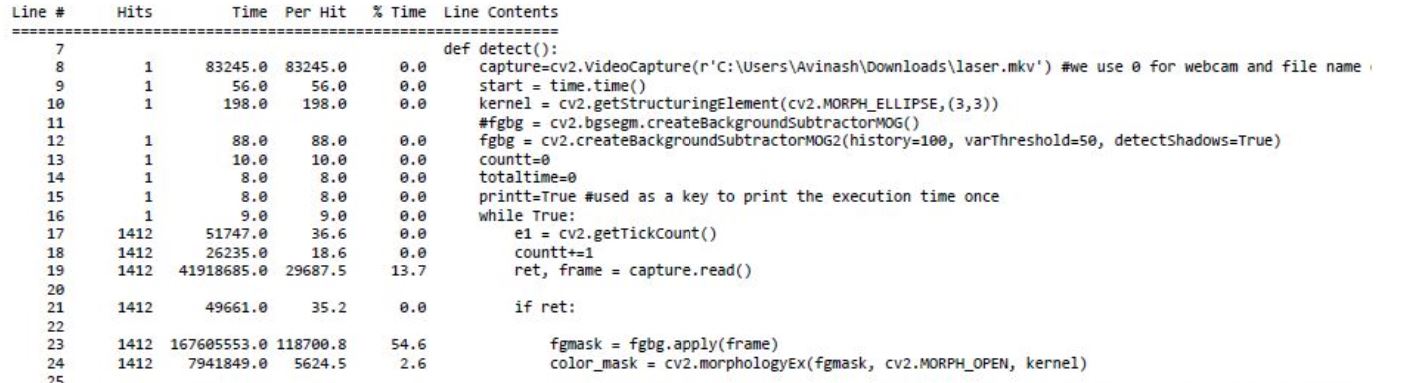 Line #      Hits         Time  Per Hit   % Time  Line Contents
==============================================================
     7                                           def detect():
     8         1      83245.0  83245.0      0.0      capture=cv2.VideoCapture(r'C:\Users\Avinash\Downloads\laser.mkv') #we use 0 for webcam and file name
     9         1         56.0     56.0      0.0      start = time.time()
    10         1        198.0    198.0      0.0      kernel = cv2.getStructuringElement(cv2.MORPH_ELLIPSE,(3,3))
    11                                               #fgbg = cv2.bgsegm.createBackgroundSubtractorMOG()
    12         1         88.0     88.0      0.0      fgbg = cv2.createBackgroundSubtractorMOG2(history=100, varThreshold=50, detectShadows=True)
    13         1         10.0     10.0      0.0      countt=0
    14         1          8.0      8.0      0.0      totaltime=0
    15         1          8.0      8.0      0.0      printt=True #used as a key to print the execution time once
    16         1          9.0      9.0      0.0      while True:
    17      1412      51747.0     36.6      0.0          e1 = cv2.getTickCount()
    18      1412      26235.0     18.6      0.0          countt+=1
    19      1412   41918685.0  29687.5     13.7          ret, frame = capture.read()
    20
    21      1412      49661.0     35.2      0.0          if ret:
    22
    23      1412  167605553.0 118700.8     54.6              fgmask = fgbg.apply(frame)
    24      1412    7941849.0   5624.5      2.6              color_mask = cv2.morphologyEx(fgmask, cv2.MORPH_OPEN, kernel)
    25